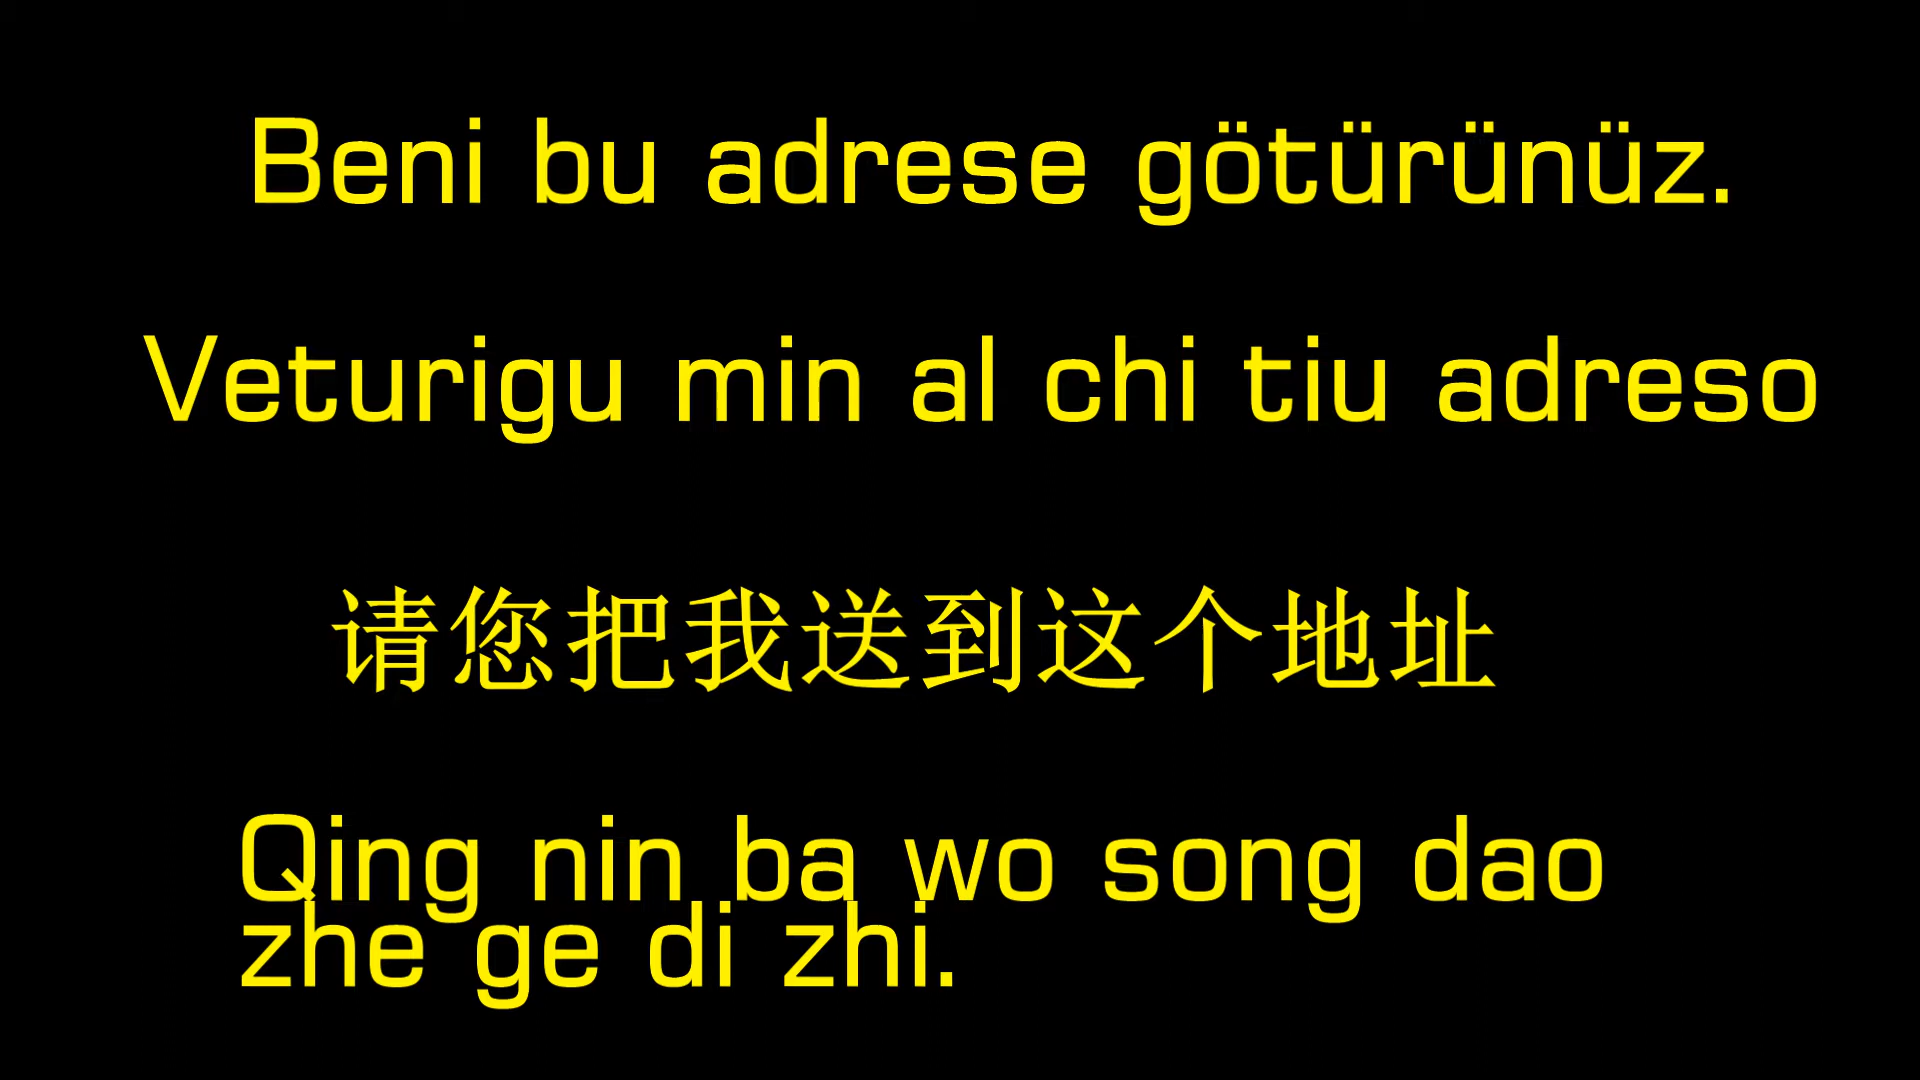 Beni bu adrese götürünüz.
Veturigu min al chi tiu adreso
请您把我送到这个地址
Qing nin ba wo song dao
zhe ge di zhi.